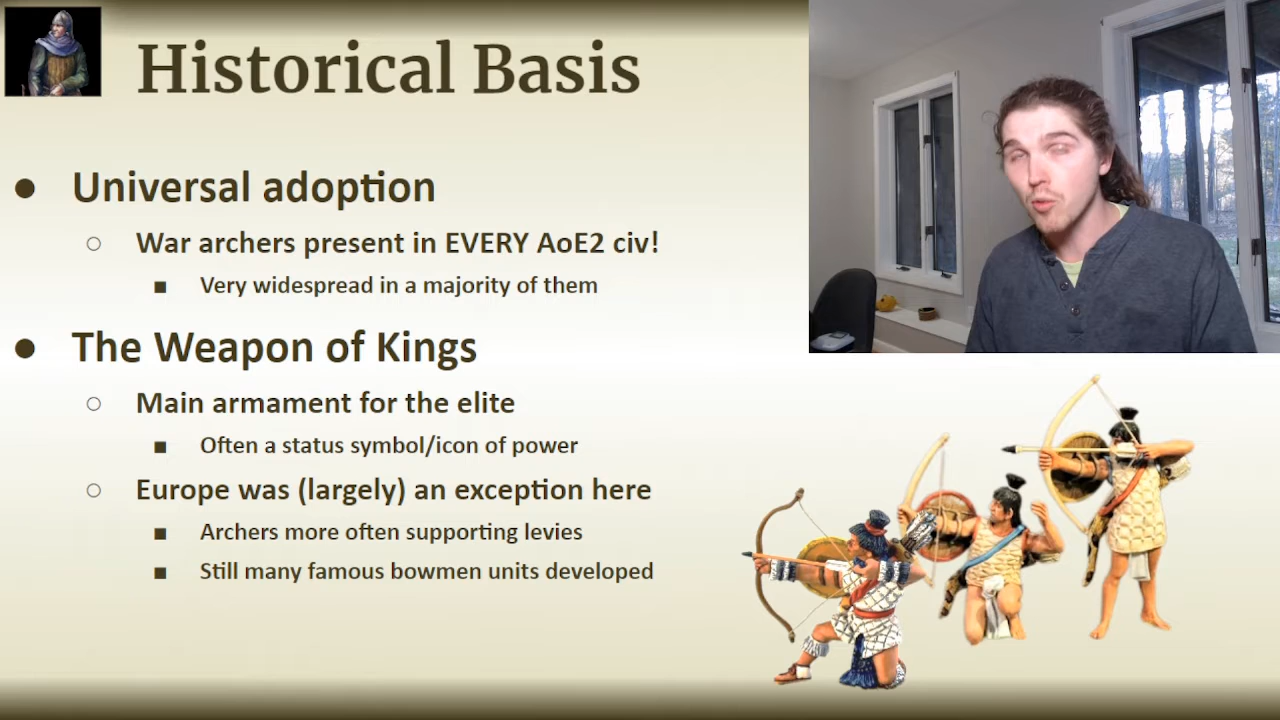 Historical Basis
● Universal adoption
○ War archers present in EVERY AoE2 civ!
■ Very widespread in a majority of them
● The Weapon of Kings
○ Main armament for the elite
■ Often a status symbol/icon of power
○ Europe was (largely) an exception here
■ Archers more often supporting levies
■ Still many famous bowmen units developed